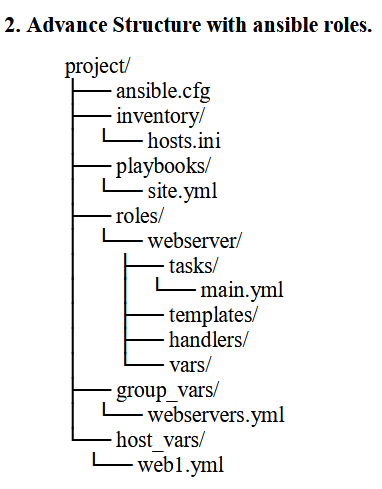 2. Advance Structure with ansible roles.
project/
ansible.cfg
inventory/
hosts.ini
playbooks/
site.yml
roles/
webserver/
tasks/
main.yml
templates/
handlers/
vars/
group_vars/
webservers.yml
host_vars/
web1.yml